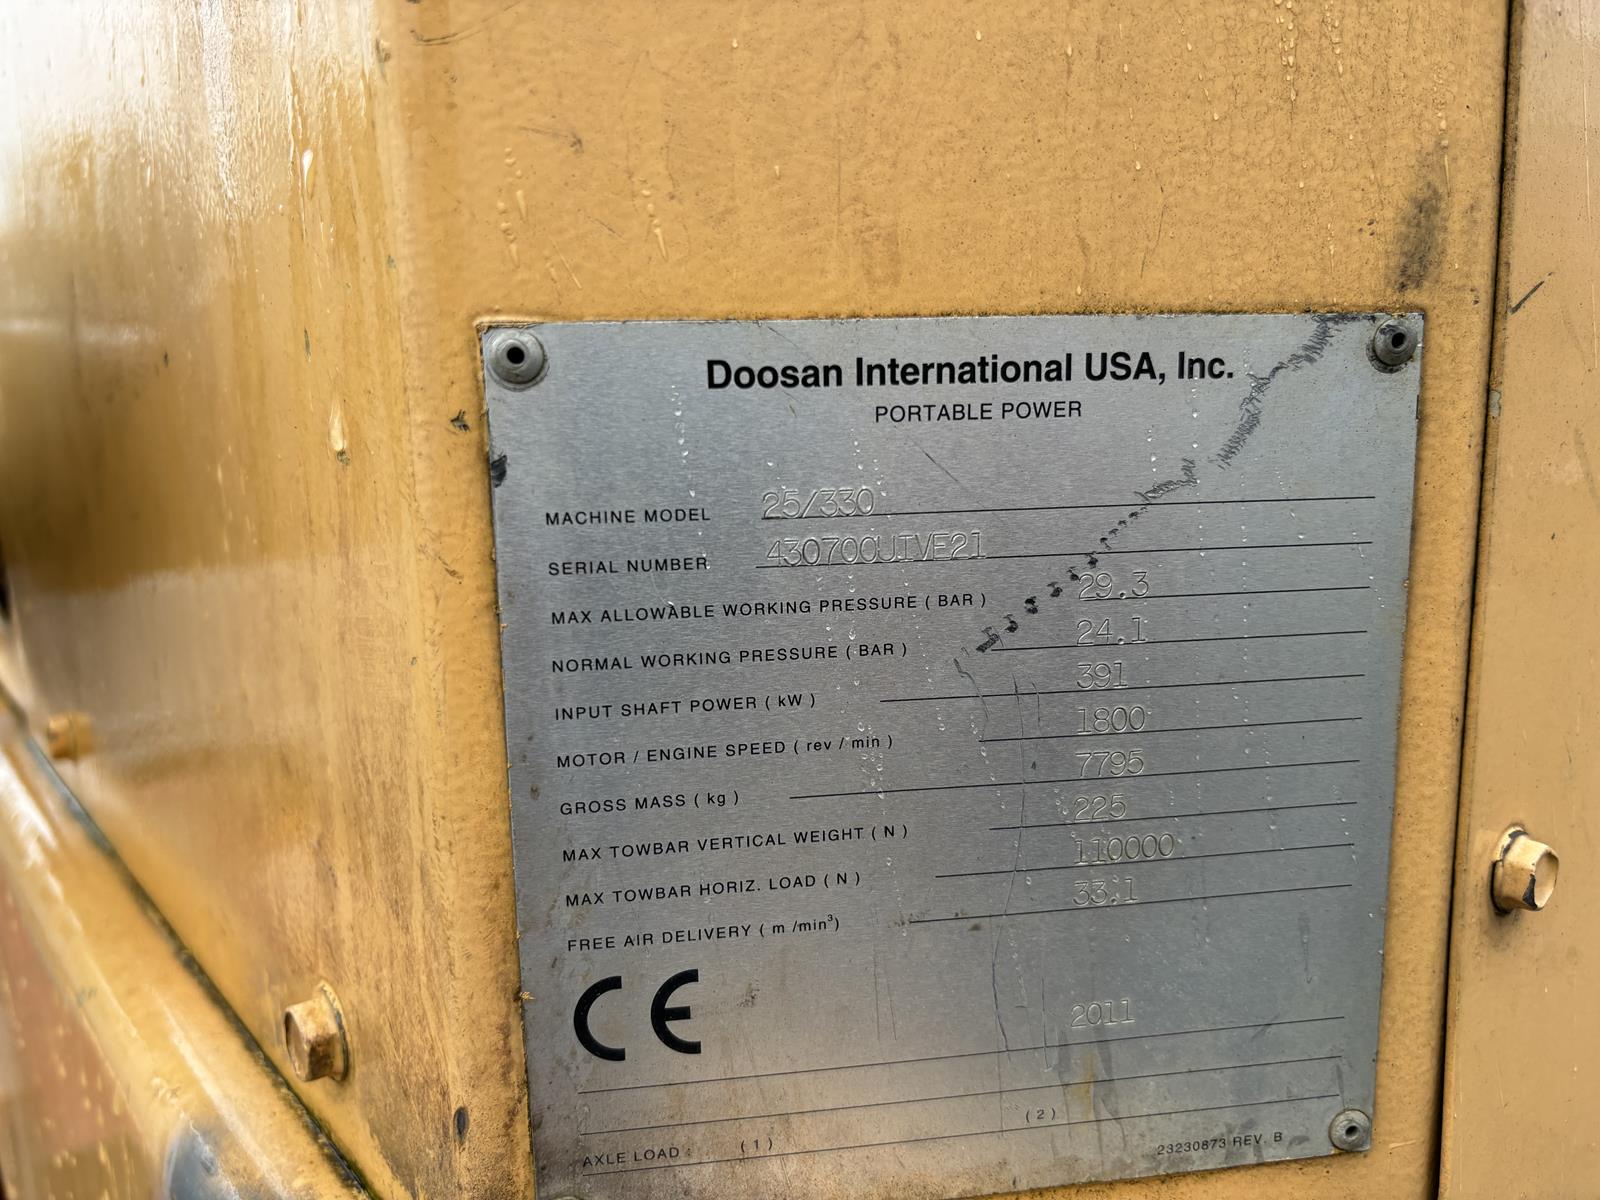 Doosan International USA, Inc.
PORTABLE POWER
MACHINE MODEL 25/330
SERIAL NUMBER 430700UIVE21
MAX ALLOWABLE WORKING PRESSURE ( BAR ) 29.3
NORMAL WORKING PRESSURE ( BAR ) 24.1
INPUT SHAFT POWER ( kW ) 391
MOTOR / ENGINE SPEED ( rev / min ) 1800
GROSS MASS ( kg ) 7795
MAX TOWBAR VERTICAL WEIGHT ( N ) 225
MAX TOWBAR HORIZ. LOAD ( N ) 110000
FREE AIR DELIVERY ( m /min³) 33.1
CE
2011
AXLE LOAD : ( 1 ) ( 2 )
23230873 REV. B